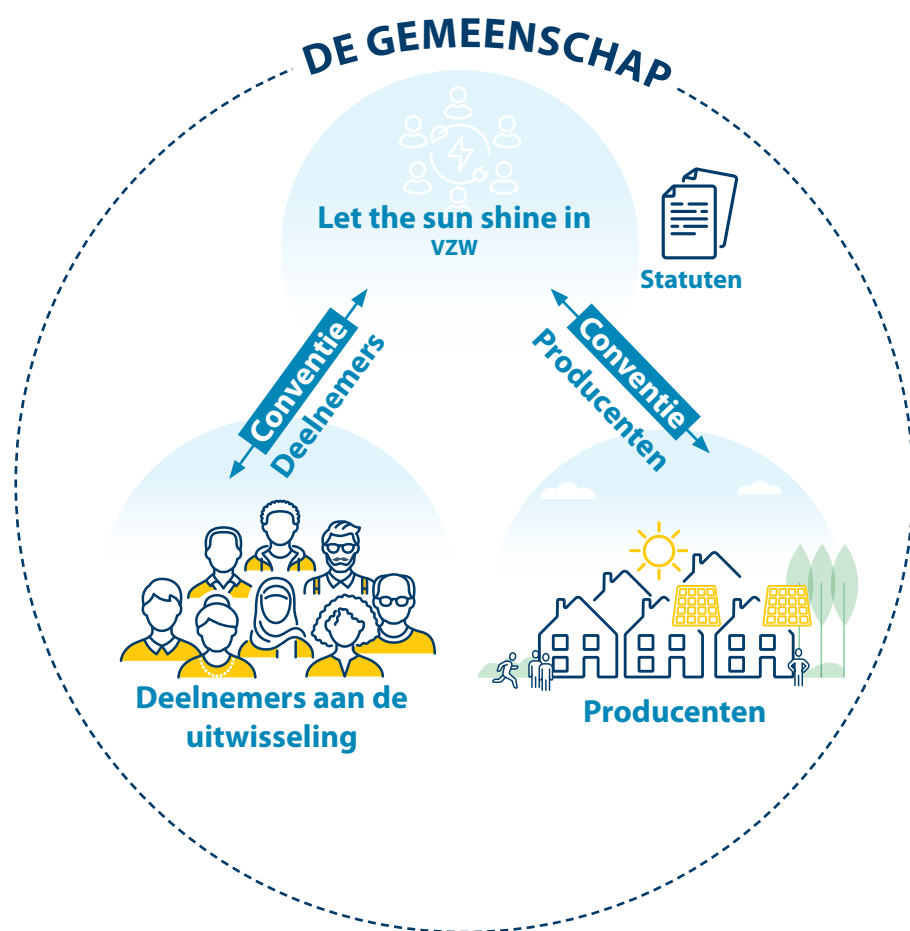 DE GEMEENSCHAP
Let the sun shine in
VZW
Statuten
Conventie
Deelnemers
Conventie
Producenten
Deelnemers aan de
uitwisseling
Producenten